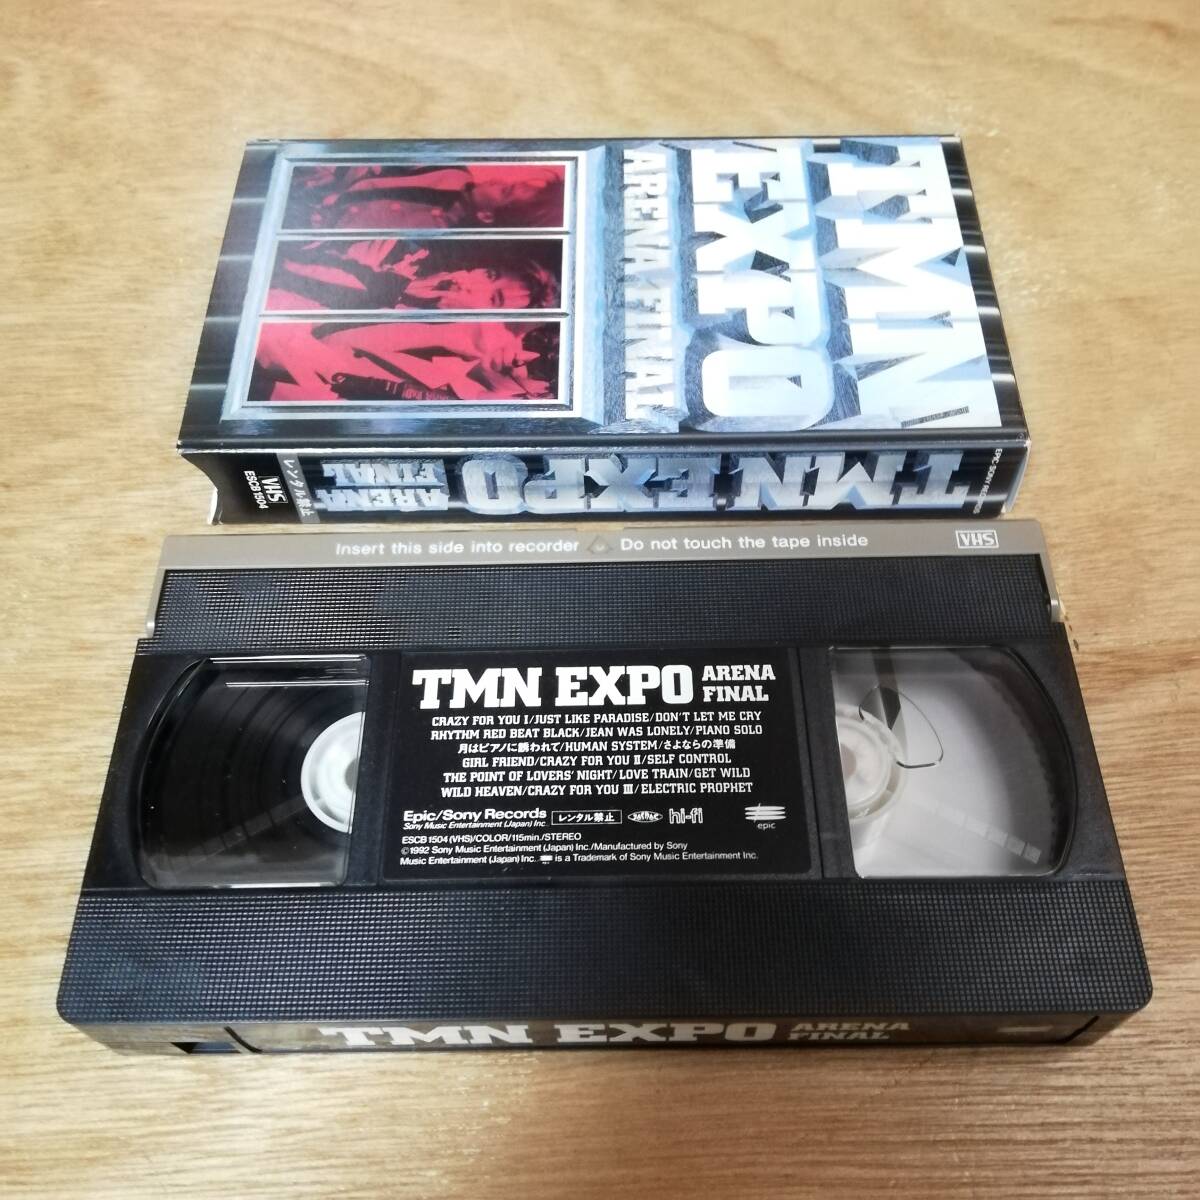 TMN
EXPO
ARENA FINAL
TMN EXPO
ARENA
FINAL
レンタル禁止
VHS
ESCB 1504
Insert this side into recorder Do not touch the tape inside
VHS
TMN EXPO ARENA
FINAL
CRAZY FOR YOU I/JUST LIKE PARADISE/DON'T LET ME CRY
RHYTHM RED BEAT BLACK/JEAN WAS LONELY/PIANO SOLO
月はピアノに誘われて/HUMAN SYSTEM/さよならの準備
GIRL FRIEND/CRAZY FOR YOU II/SELF CONTROL
THE POINT OF LOVERS' NIGHT/LOVE TRAIN/GET WILD
WILD HEAVEN/CRAZY FOR YOU III/ELECTRIC PROPHET
Epic/Sony Records レンタル禁止 hi-fi
Sony Music Entertainment (Japan) Inc.
epic
ESCB 1504 (VHS)/COLOR/115min./STEREO
©1992 Sony Music Entertainment (Japan) Inc./Manufactured by Sony
Music Entertainment (Japan) Inc. is a Trademark of Sony Music Entertainment Inc.
TMN EXPO ARENA
FINAL